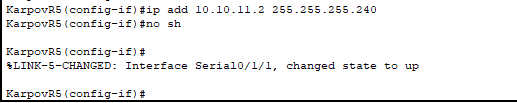 KarpovR5(config-if)#ip add 10.10.11.2 255.255.255.240
KarpovR5(config-if)#no sh
KarpovR5(config-if)#
%LINK-5-CHANGED: Interface Serial0/1/1, changed state to up
KarpovR5(config-if)#